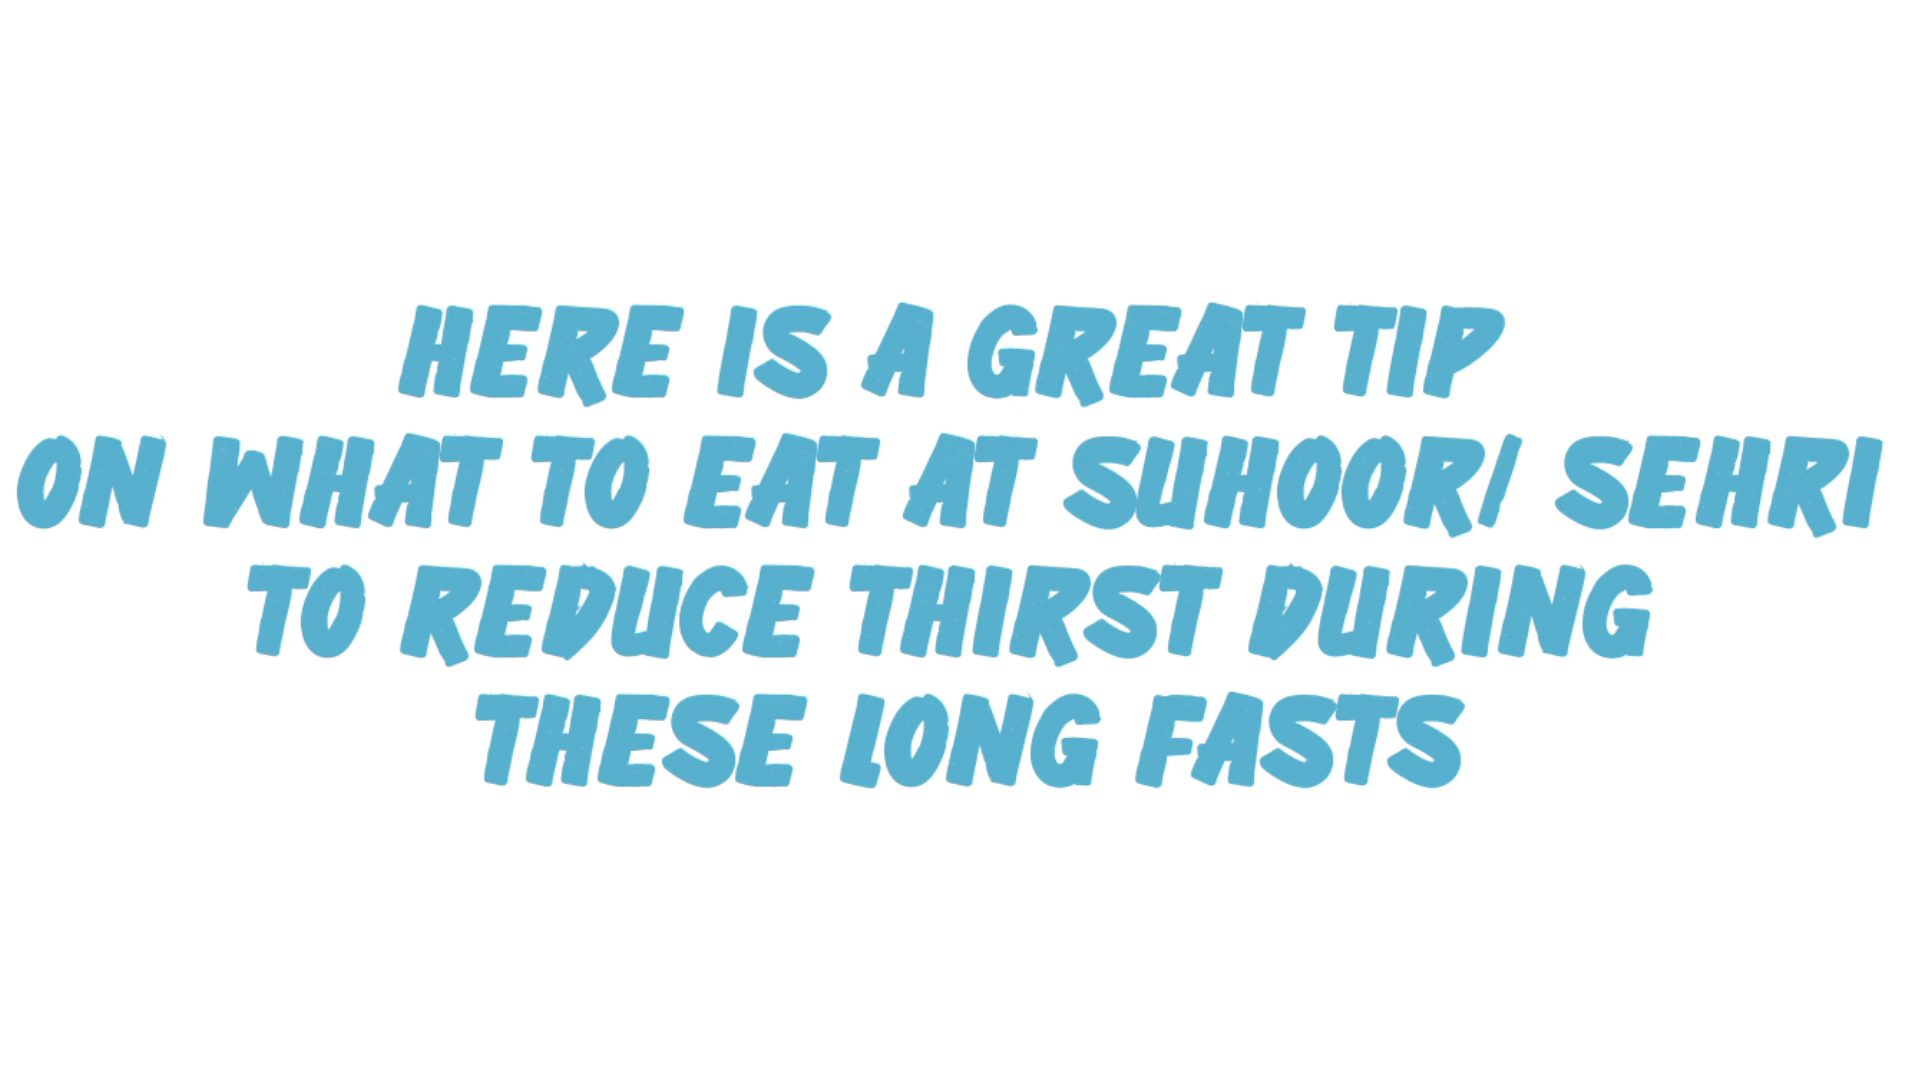 HERE IS A GREAT TIP
ON WHAT TO EAT AT SUHOOR/ SEHRI
TO REDUCE THIRST DURING
THESE LONG FASTS